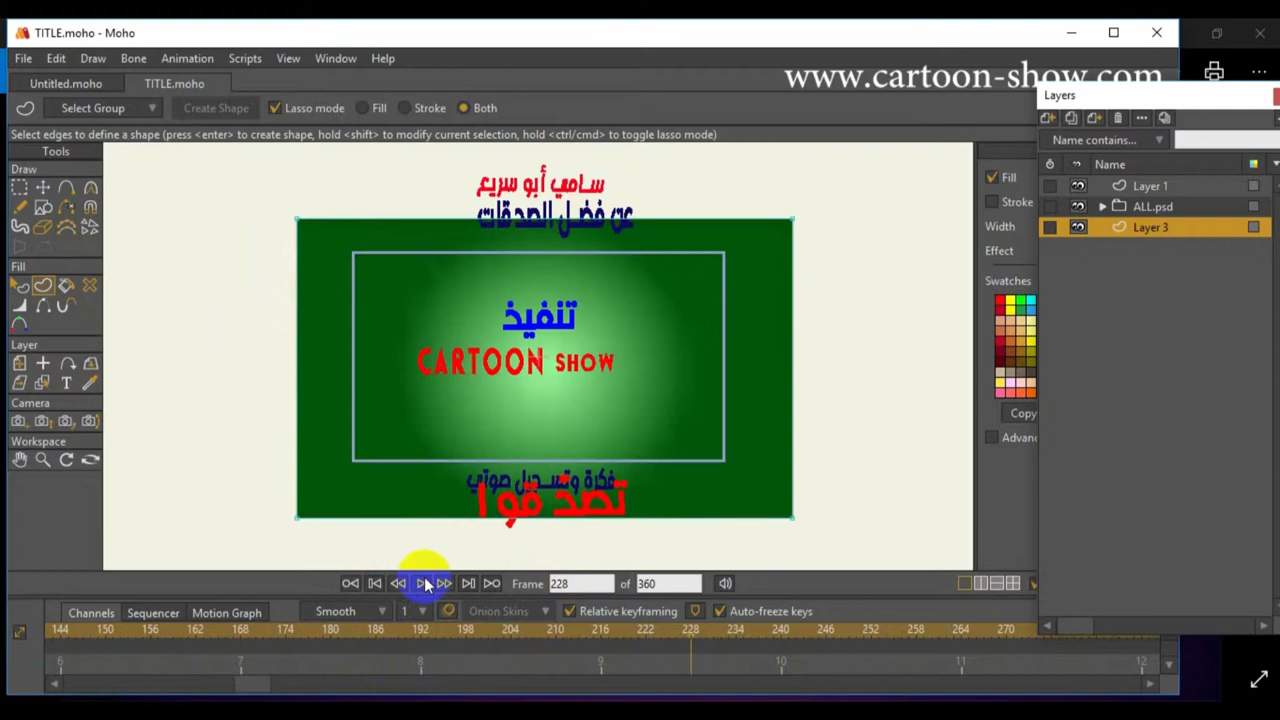 TITLE.moho - Moho
File Edit Draw Bone Animation Scripts View Window Help
www.cartoon-show.com
Untitled.moho TITLE.moho
Layers
Select Group Create Shape Lasso mode Fill Stroke Both
Select edges to define a shape (press <enter> to create shape, hold <shift> to modify current selection, hold <ctrl/cmd> to toggle lasso mode)
Name contains...
Tools
Draw
Name
Fill
Layer 1
Stroke
ALL.psd
Width
Layer 3
Effect
Swatches
Copy
Advan
سامي أبو سريع
عن فضل الصدقات
تنفيذ
CARTOON SHOW
فكرة وتسجيل صوتي
تصدقوا
Fill
Layer
Camera
Workspace
Frame 228 of 360
Channels Sequencer Motion Graph Smooth 1 Onion Skins Relative keyframing Auto-freeze keys
144 150 156 162 168 174 180 186 192 198 204 210 216 222 228 234 240 246 252 258 264 270
6 7 8 9 10 11 12